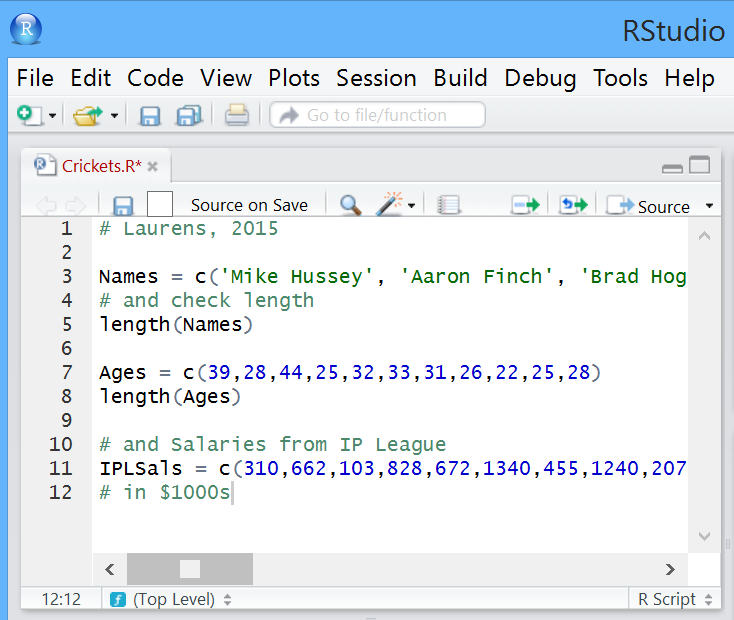 R RStudio
File Edit Code View Plots Session Build Debug Tools Help
Go to file/function
Crickets.R*
Source on Save Source
1 # Laurens, 2015
2
3 Names = c('Mike Hussey', 'Aaron Finch', 'Brad Hog
4 # and check length
5 length(Names)
6
7 Ages = c(39,28,44,25,32,33,31,26,22,25,28)
8 length(Ages)
9
10 # and Salaries from IP League
11 IPLSals = c(310,662,103,828,672,1340,455,1240,207
12 # in $1000s
12:12 (Top Level) R Script